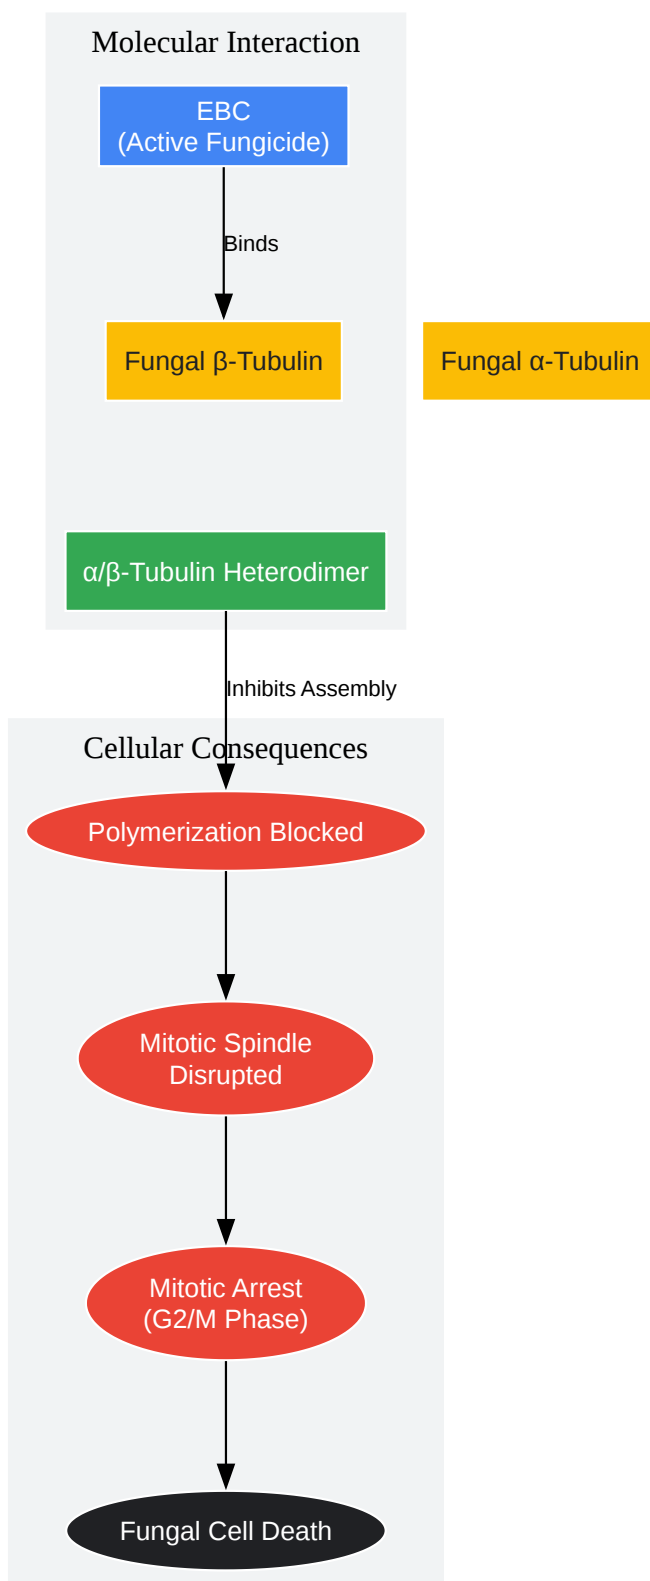 Molecular Interaction
EBC
(Active Fungicide)
Binds
Fungal β-Tubulin
Fungal α-Tubulin
α/β-Tubulin Heterodimer
Inhibits Assembly
Cellular Consequences
Polymerization Blocked
Mitotic Spindle
Disrupted
Mitotic Arrest
(G2/M Phase)
Fungal Cell Death